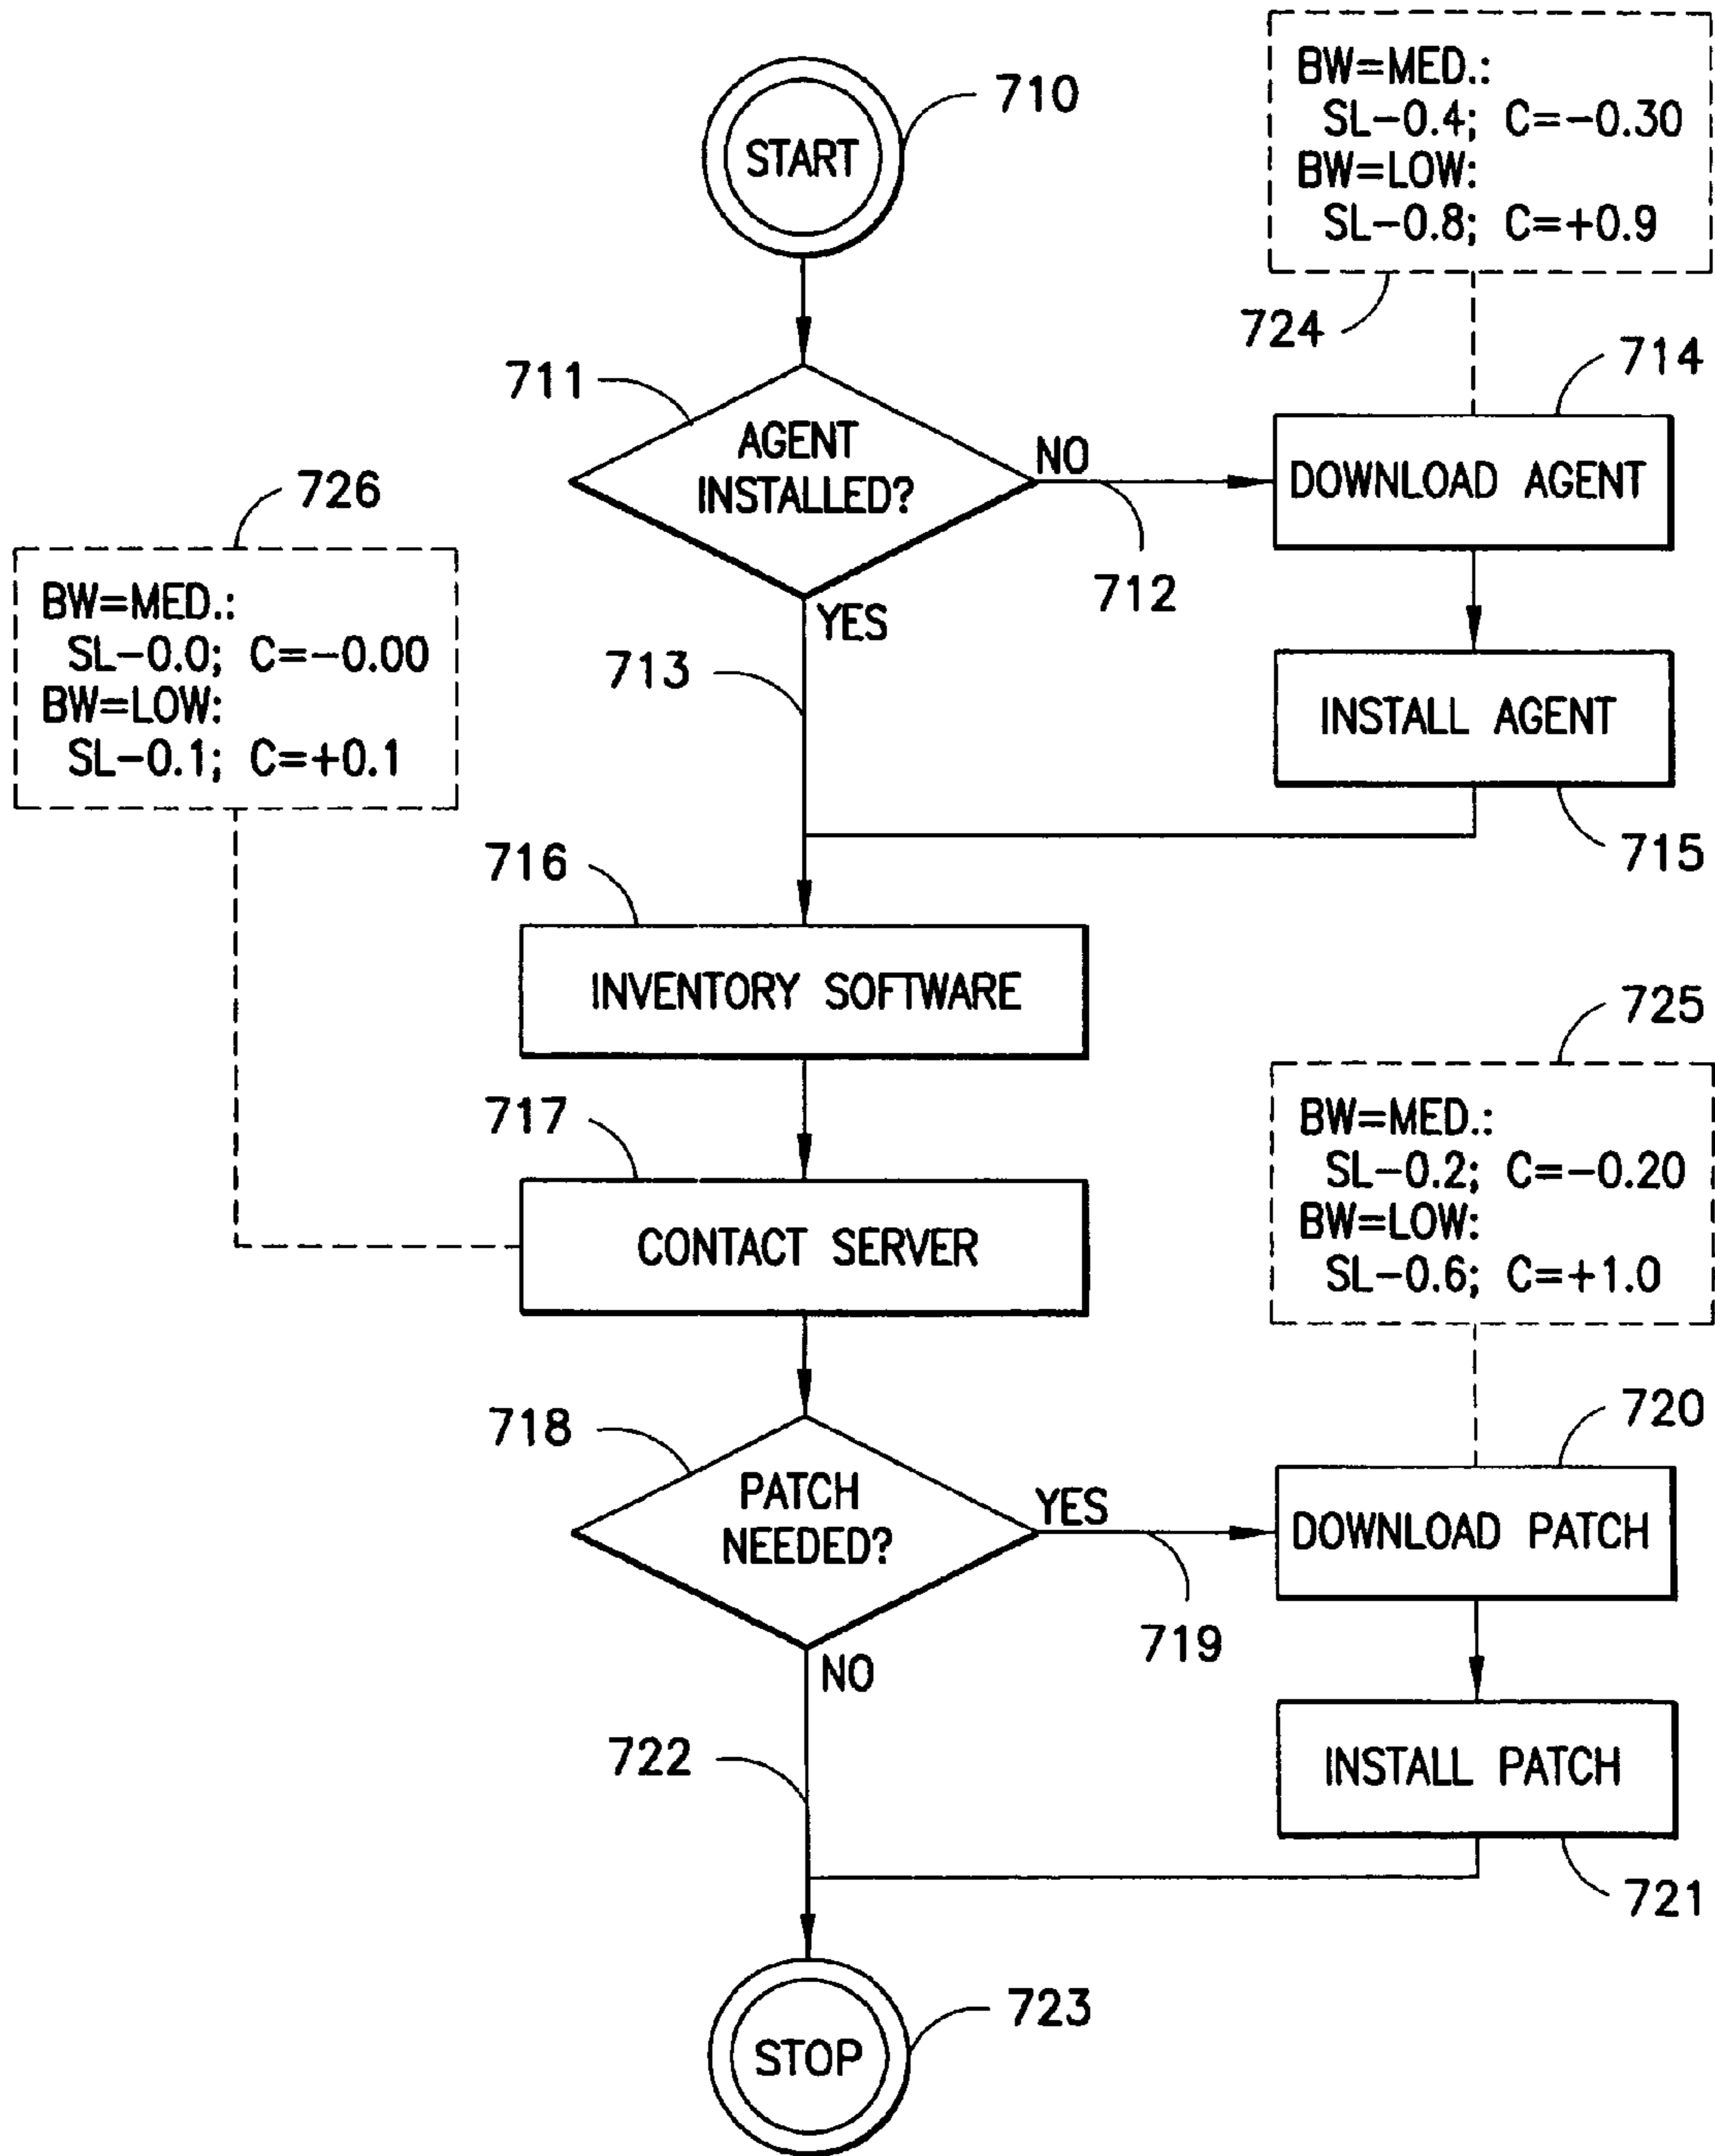 START
710
BW=MED.:
SL-0.4; C=-0.30
BW=LOW:
SL-0.8; C=+0.9
724
711
AGENT
INSTALLED?
NO
712
714
DOWNLOAD AGENT
726
BW=MED.:
SL-0.0; C=-0.00
BW=LOW:
SL-0.1; C=+0.1
YES
713
INSTALL AGENT
715
716
INVENTORY SOFTWARE
717
CONTACT SERVER
725
BW=MED.:
SL-0.2; C=-0.20
BW=LOW:
SL-0.6; C=+1.0
718
PATCH
NEEDED?
YES
719
720
DOWNLOAD PATCH
NO
722
INSTALL PATCH
721
STOP
723